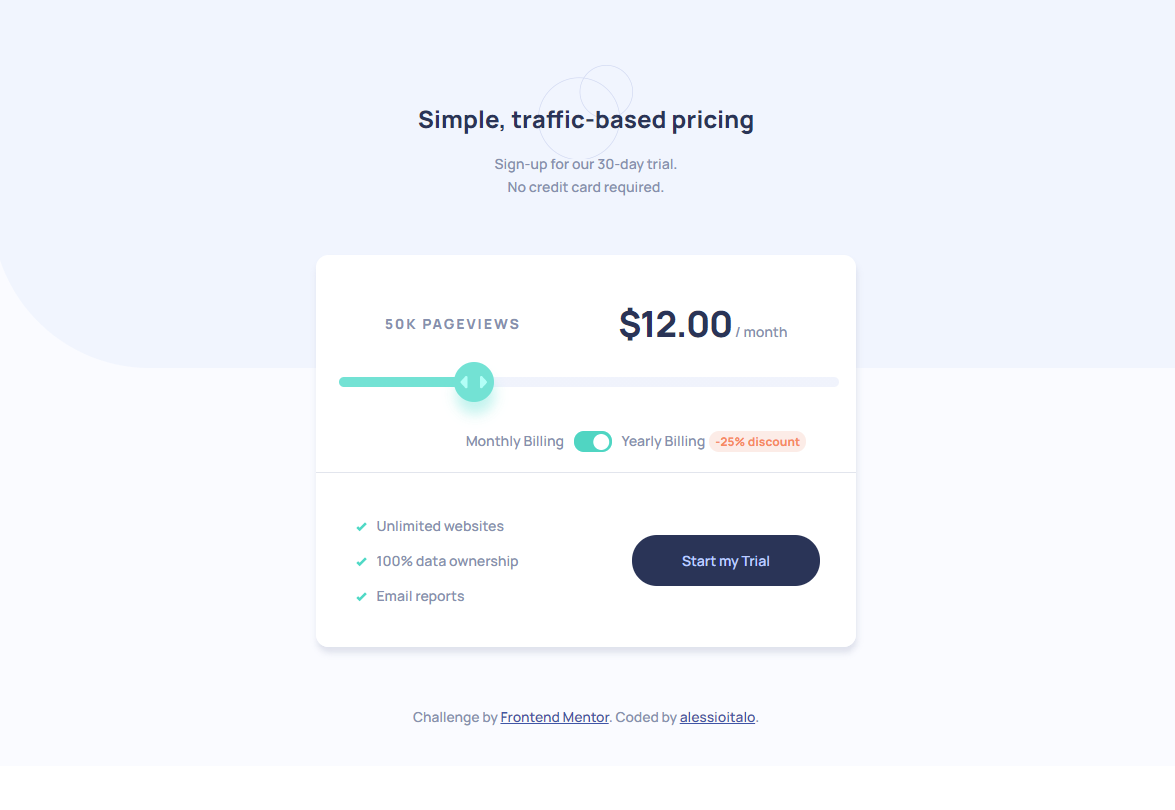 Simple, traffic-based pricing
Sign-up for our 30-day trial.
No credit card required.
50K PAGEVIEWS
$12.00 / month
Monthly Billing Yearly Billing -25% discount
Unlimited websites
100% data ownership
Email reports
Start my Trial
Challenge by Frontend Mentor. Coded by alessioitalo.